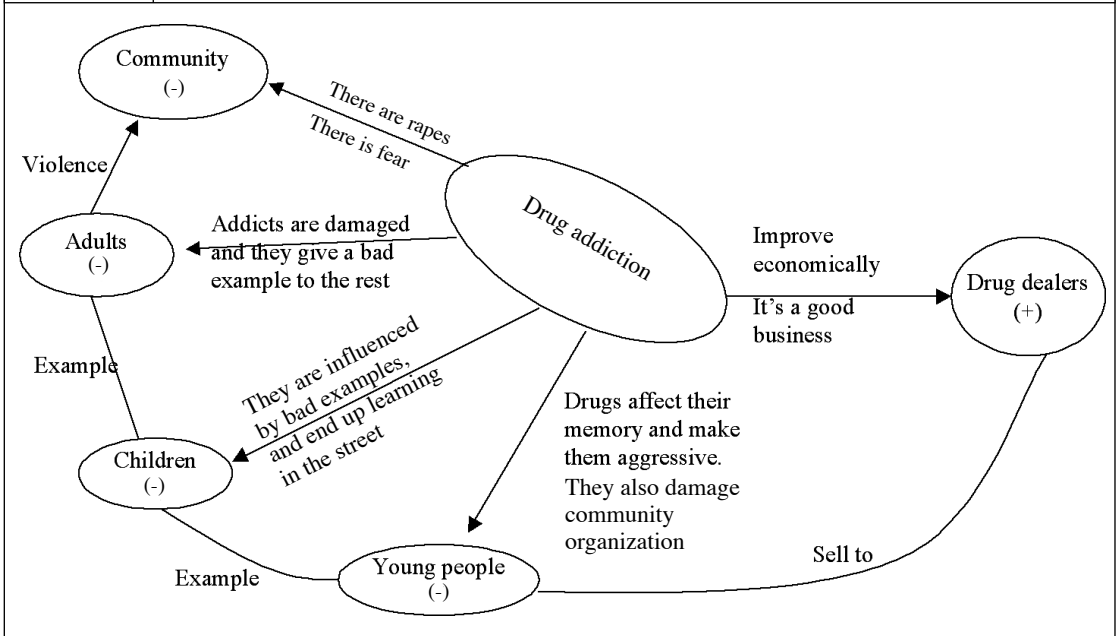 Community
(-)
There are rapes
There is fear
Violence
Drug addiction
Adults
(-)
Addicts are damaged
and they give a bad
example to the rest
Improve
economically
It's a good
business
Drug dealers
(+)
Example
They are influenced
by bad examples,
and end up learning
in the street
Drugs affect their
memory and make
them aggressive.
They also damage
community
organization
Children
(-)
Example
Young people
(-)
Sell to